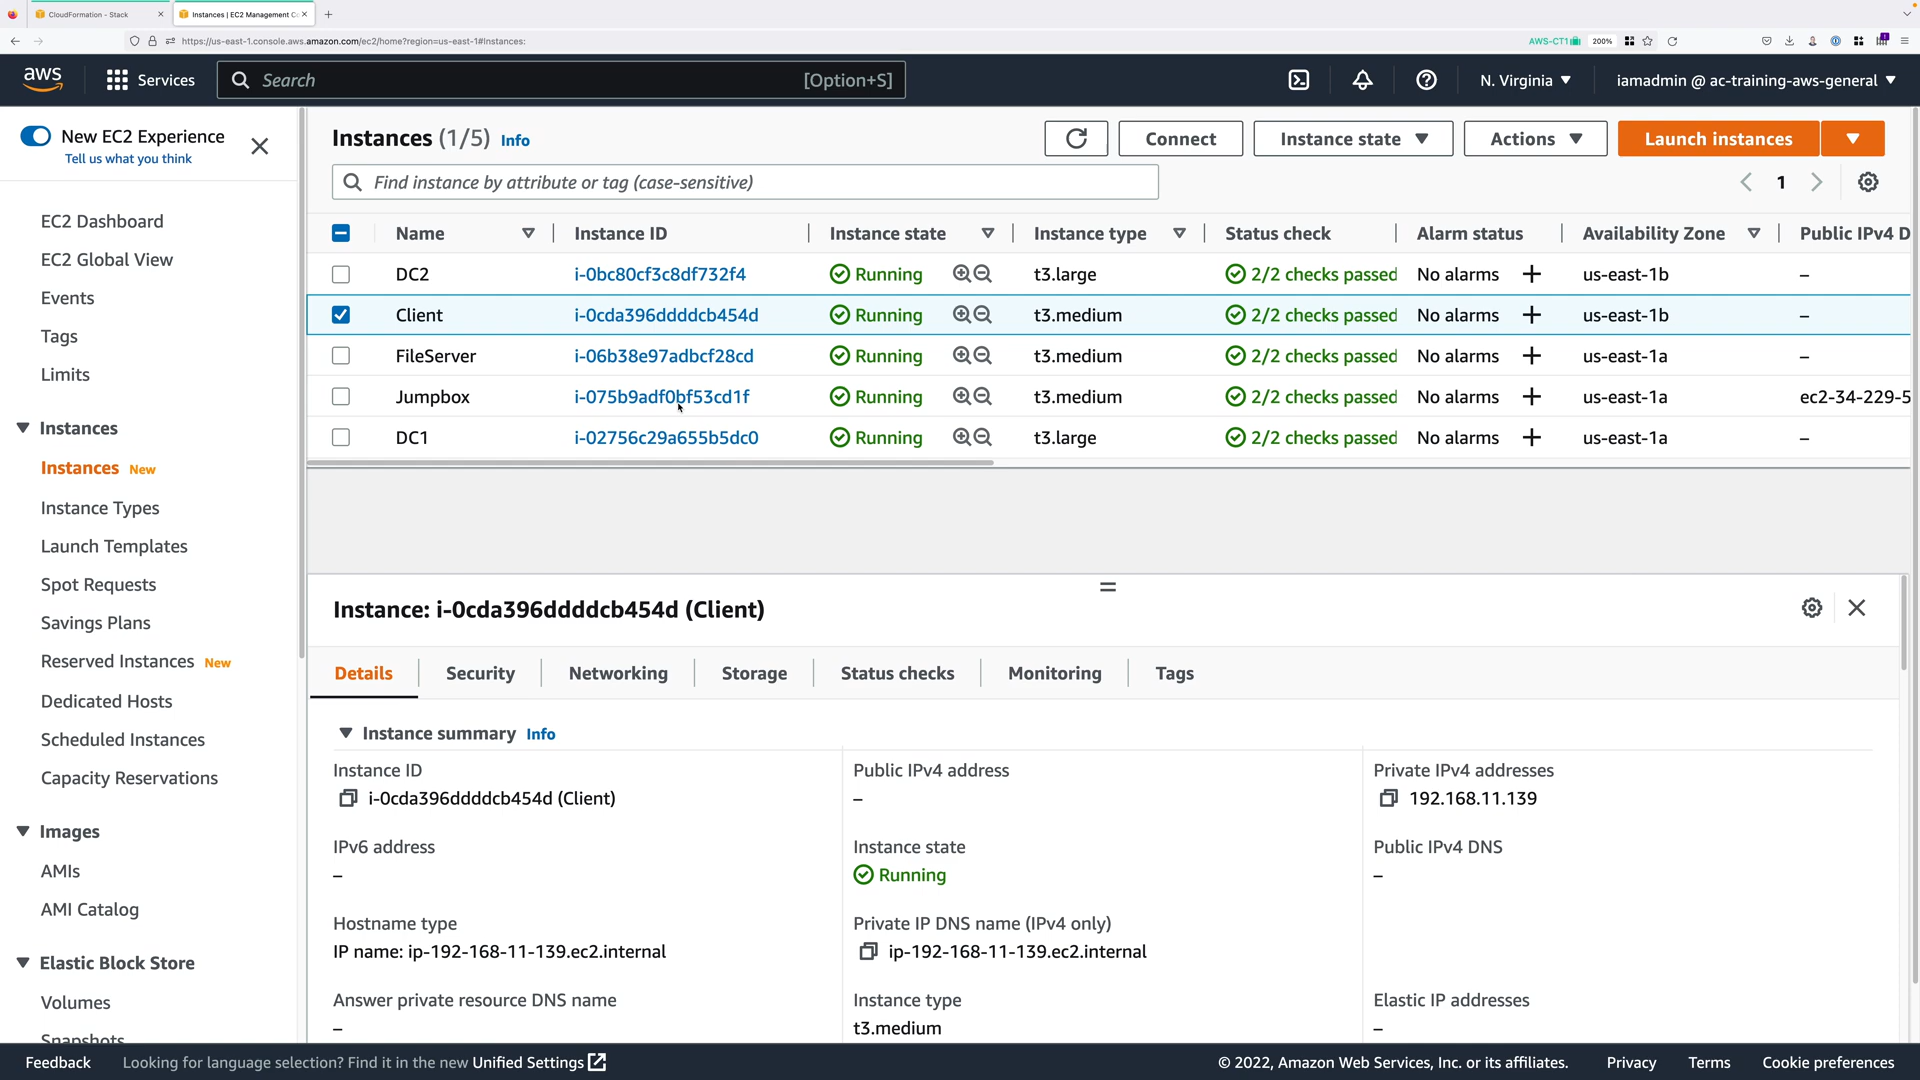 CloudFormation - Stack
Instances | EC2 Management Co
https://us-east-1.console.aws.amazon.com/ec2/home?region=us-east-1#Instances:
AWS-CT1
200%
aws
Services
Search
[Option+S]
N. Virginia
iamadmin @ ac-training-aws-general
New EC2 Experience
Tell us what you think
EC2 Dashboard
EC2 Global View
Events
Tags
Limits
Instances
Instances New
Instance Types
Launch Templates
Spot Requests
Savings Plans
Reserved Instances New
Dedicated Hosts
Scheduled Instances
Capacity Reservations
Images
AMIs
AMI Catalog
Elastic Block Store
Volumes
Snapshots
Instances (1/5) Info
Connect
Instance state
Actions
Launch instances
Find instance by attribute or tag (case-sensitive)
1
Name Instance ID Instance state Instance type Status check Alarm status Availability Zone Public IPv4 D
DC2 i-0bc80cf3c8df732f4 Running t3.large 2/2 checks passed No alarms + us-east-1b –
Client i-0cda396ddddcb454d Running t3.medium 2/2 checks passed No alarms + us-east-1b –
FileServer i-06b38e97adbcf28cd Running t3.medium 2/2 checks passed No alarms + us-east-1a –
Jumpbox i-075b9adf0bf53cd1f Running t3.medium 2/2 checks passed No alarms + us-east-1a ec2-34-229-5
DC1 i-02756c29a655b5dc0 Running t3.large 2/2 checks passed No alarms + us-east-1a –
Instance: i-0cda396ddddcb454d (Client)
Details Security Networking Storage Status checks Monitoring Tags
Instance summary Info
Instance ID
i-0cda396ddddcb454d (Client)
Public IPv4 address
–
Private IPv4 addresses
192.168.11.139
IPv6 address
–
Instance state
Running
Public IPv4 DNS
–
Hostname type
IP name: ip-192-168-11-139.ec2.internal
Private IP DNS name (IPv4 only)
ip-192-168-11-139.ec2.internal
Answer private resource DNS name
–
Instance type
t3.medium
Elastic IP addresses
–
Feedback
Looking for language selection? Find it in the new Unified Settings
© 2022, Amazon Web Services, Inc. or its affiliates.
Privacy
Terms
Cookie preferences